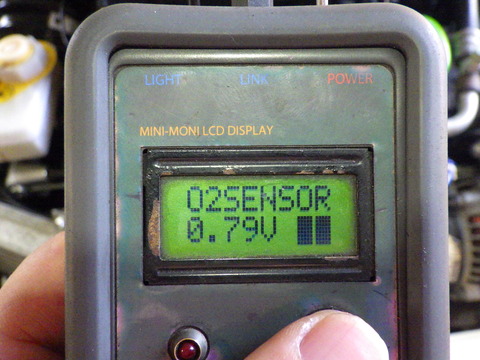 LIGHT LINK POWER
MINI-MONI LCD DISPLAY
O2SENSOR
0.79V